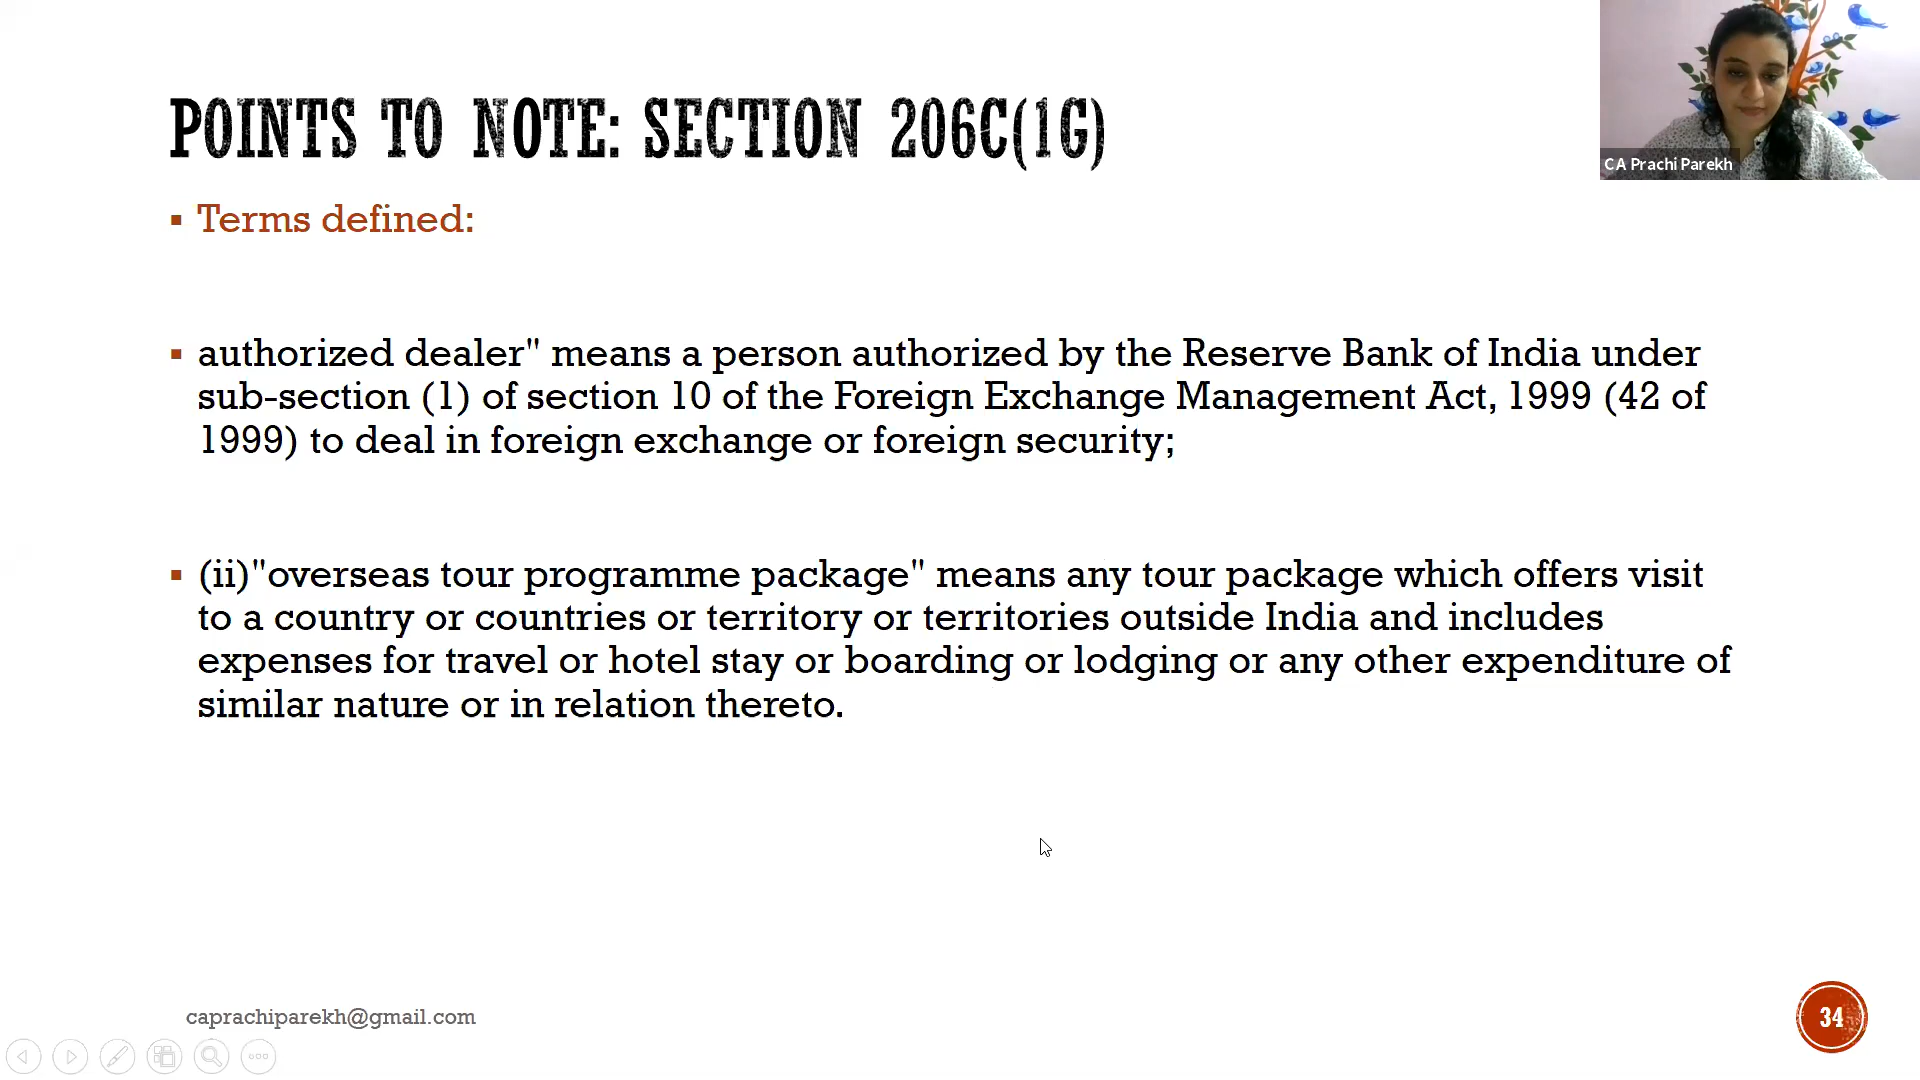 POINTS TO NOTE: SECTION 206C(1G)
CA Prachi Parekh
Terms defined:
authorized dealer" means a person authorized by the Reserve Bank of India under
sub-section (1) of section 10 of the Foreign Exchange Management Act, 1999 (42 of
1999) to deal in foreign exchange or foreign security;
(ii)"overseas tour programme package" means any tour package which offers visit
to a country or countries or territory or territories outside India and includes
expenses for travel or hotel stay or boarding or lodging or any other expenditure of
similar nature or in relation thereto.
caprachiparekh@gmail.com
34